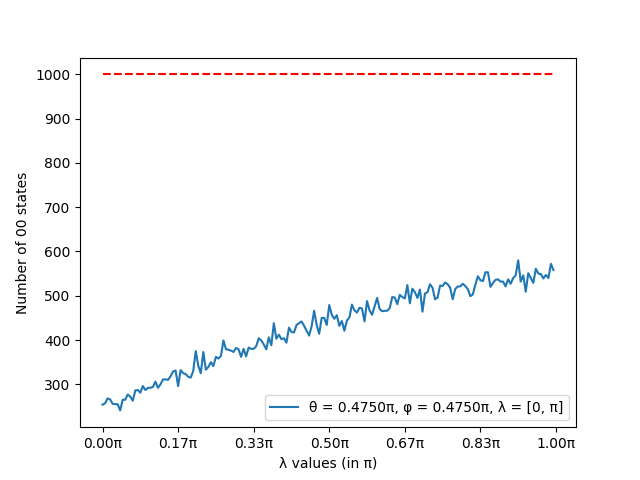 1000
900
800
700
600
500
400
300
Number of 00 states
θ = 0.4750π, φ = 0.4750π, λ = [0, π]
0.00π 0.17π 0.33π 0.50π 0.67π 0.83π 1.00π
λ values (in π)